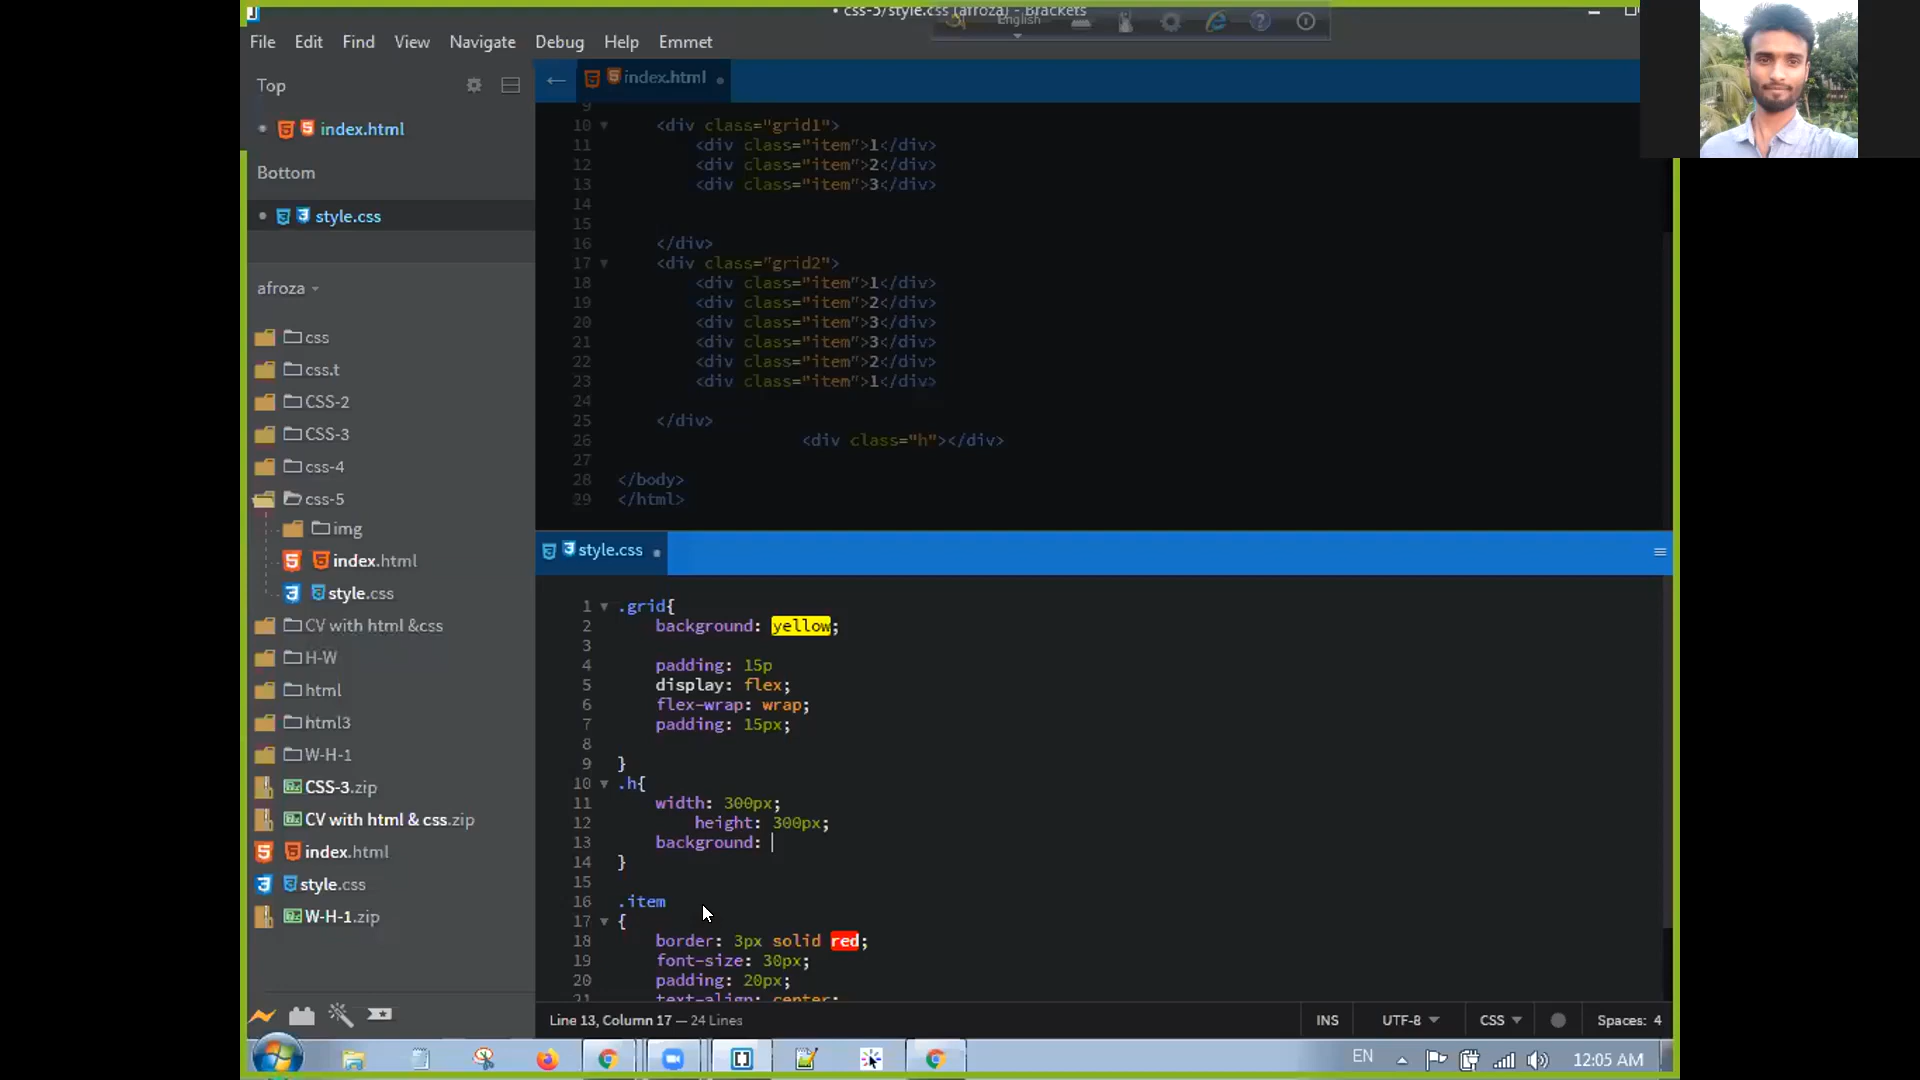 css-5/style.css (afroza) - Brackets
English
File Edit Find View Navigate Debug Help Emmet
Top
index.html
Bottom
style.css
afroza
css
css.t
CSS-2
CSS-3
css-4
css-5
img
index.html
style.css
CV with html &css
H-W
html
html3
W-H-1
CSS-3.zip
CV with html & css.zip
index.html
style.css
W-H-1.zip
index.html
9
10 <div class="grid1">
11 <div class="item">1</div>
12 <div class="item">2</div>
13 <div class="item">3</div>
14
15
16 </div>
17 <div class="grid2">
18 <div class="item">1</div>
19 <div class="item">2</div>
20 <div class="item">3</div>
21 <div class="item">3</div>
22 <div class="item">2</div>
23 <div class="item">1</div>
24
25 </div>
26 <div class="h"></div>
27
28 </body>
29 </html>
style.css
1 .grid{
2 background: yellow;
3
4 padding: 15p
5 display: flex;
6 flex-wrap: wrap;
7 padding: 15px;
8
9 }
10 .h{
11 width: 300px;
12 height: 300px;
13 background:
14 }
15
16 .item
17 {
18 border: 3px solid red;
19 font-size: 30px;
20 padding: 20px;
21 text-align: center;
Line 13, Column 17 — 24 Lines
INS UTF-8 CSS Spaces: 4
EN 12:05 AM